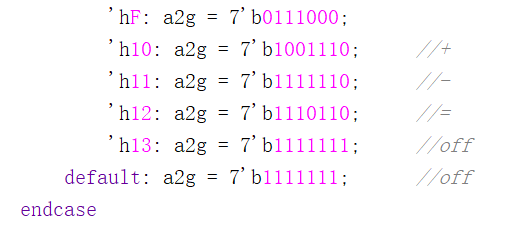 'hF: a2g = 7'b0111000;
'h10: a2g = 7'b1001110; //+
'h11: a2g = 7'b1111110; //-
'h12: a2g = 7'b1110110; //=
'h13: a2g = 7'b1111111; //off
default: a2g = 7'b1111111; //off
endcase